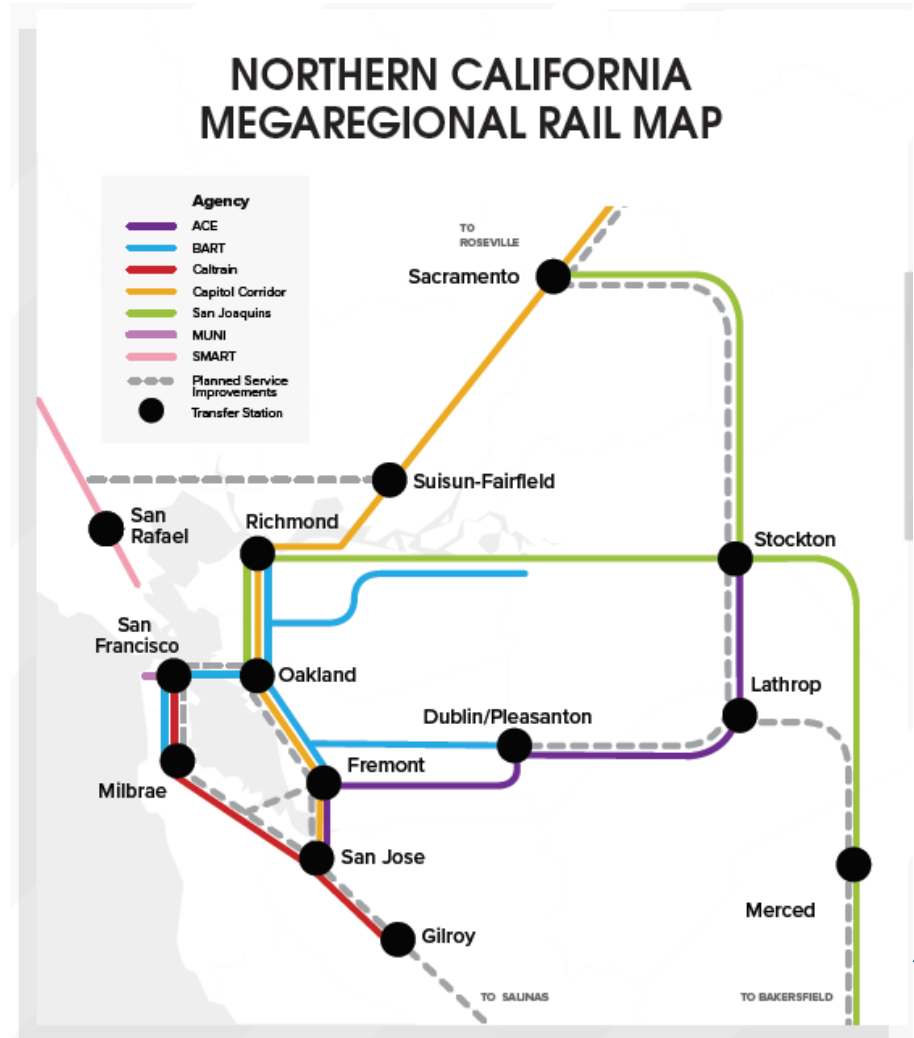 NORTHERN CALIFORNIA
MEGAREGIONAL RAIL MAP
Agency
ACE
BART
Caltrain
Capitol Corridor
San Joaquins
MUNI
SMART
Planned Service
Improvements
Transfer Station
TO
ROSEVILLE
Sacramento
Suisun-Fairfield
San
Rafael
Richmond
Stockton
San
Francisco
Oakland
Lathrop
Dublin/Pleasanton
Fremont
Milbrae
San Jose
Merced
Gilroy
TO SALINAS
TO BAKERSFIELD